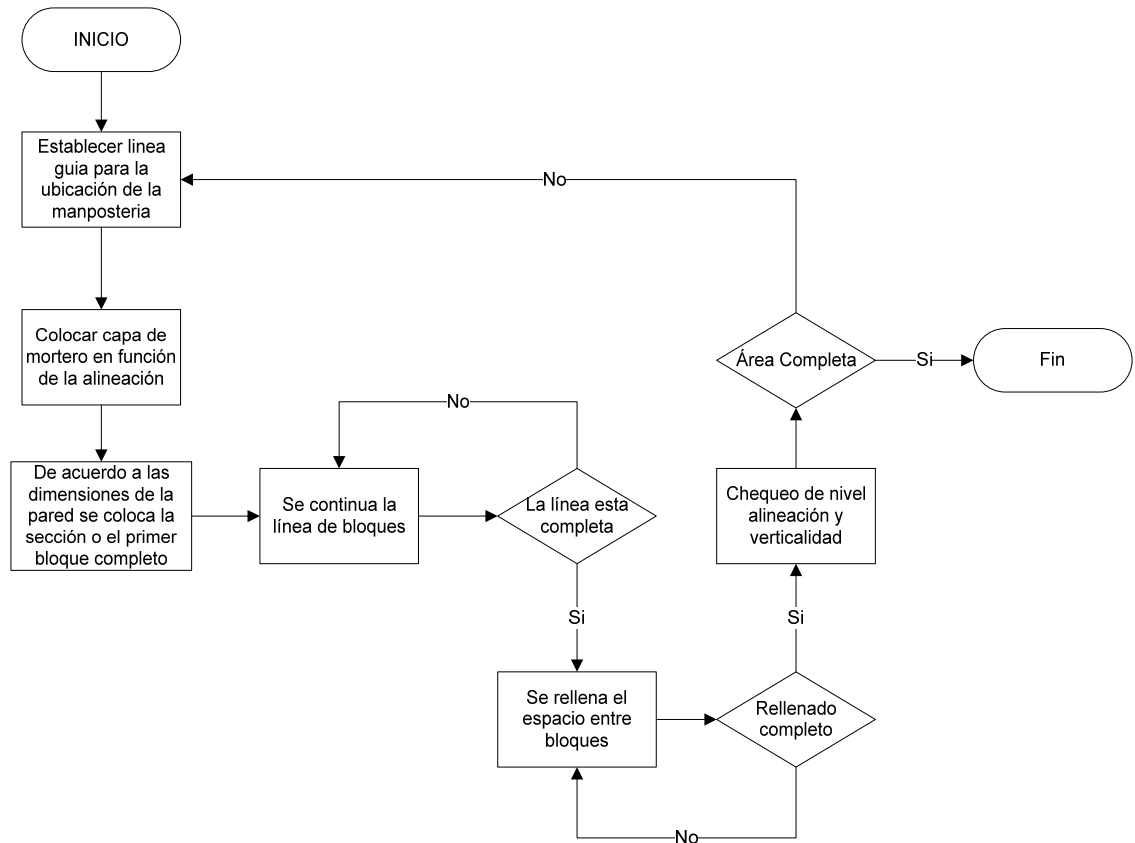 INICIO
Establecer linea
guia para la
ubicación de la
manposteria
No
Colocar capa de
mortero en función
de la alineación
Área Completa
Si
Fin
No
De acuerdo a las
dimensiones de la
pared se coloca la
sección o el primer
bloque completo
Se continua la
línea de bloques
La línea esta
completa
Chequeo de nivel
alineación y
verticalidad
Si
Si
Se rellena el
espacio entre
bloques
Rellenado
completo
No